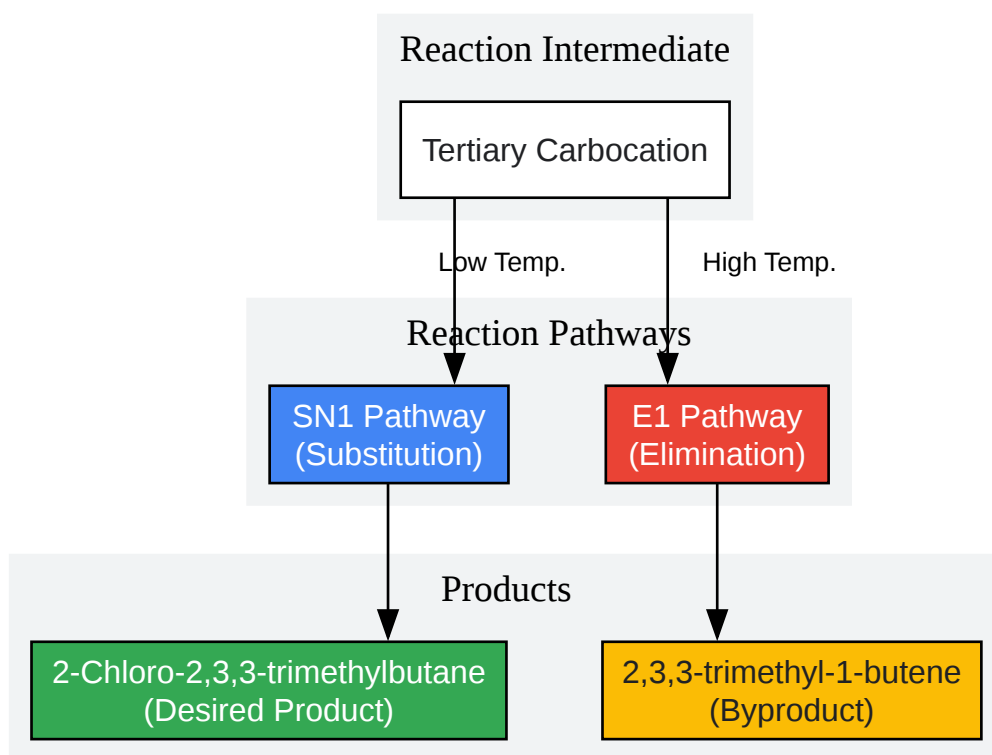 Reaction Intermediate
Tertiary Carbocation
Low Temp.
High Temp.
Reaction Pathways
SN1 Pathway
(Substitution)
E1 Pathway
(Elimination)
Products
2-Chloro-2,3,3-trimethylbutane
(Desired Product)
2,3,3-trimethyl-1-butene
(Byproduct)